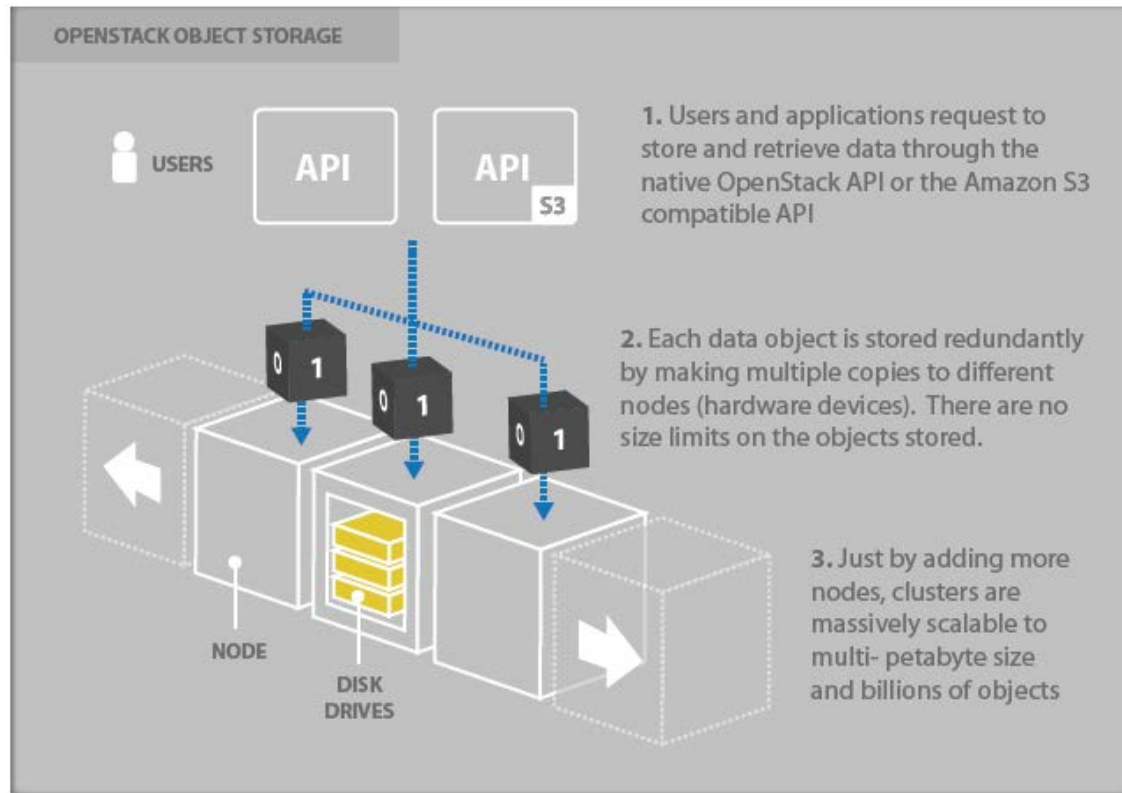 OPENSTACK OBJECT STORAGE
USERS
API
API
S3
1. Users and applications request to
store and retrieve data through the
native OpenStack API or the Amazon S3
compatible API
0 1
0 1
0 1
2. Each data object is stored redundantly
by making multiple copies to different
nodes (hardware devices).  There are no
size limits on the objects stored.
NODE
DISK
DRIVES
3. Just by adding more
nodes, clusters are
massively scalable to
multi- petabyte size
and billions of objects